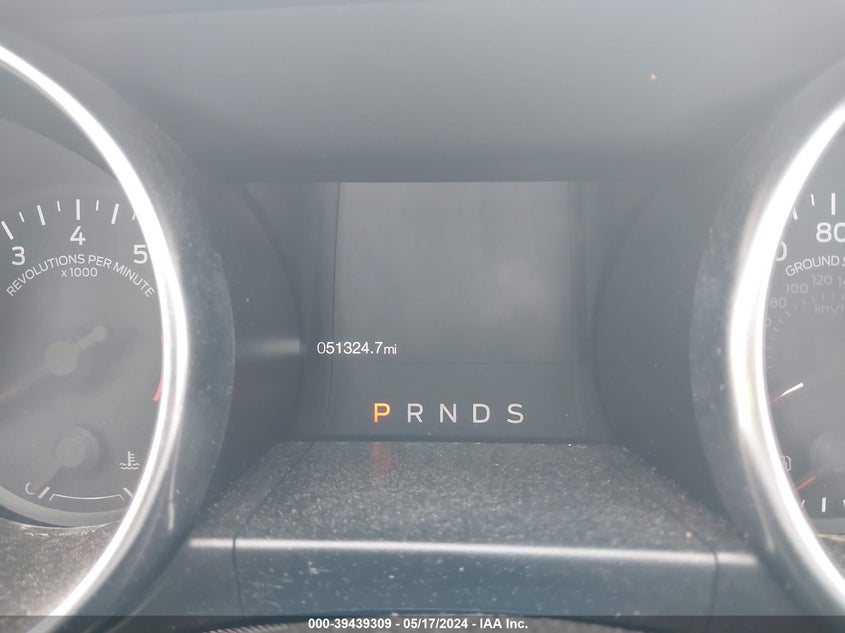 3 4 5
REVOLUTIONS PER MINUTE
x1000
C
051324.7mi
P R N D S
80
GROUND
80 100 120
km/
000-39439309 - 05/17/2024 - IAA Inc.